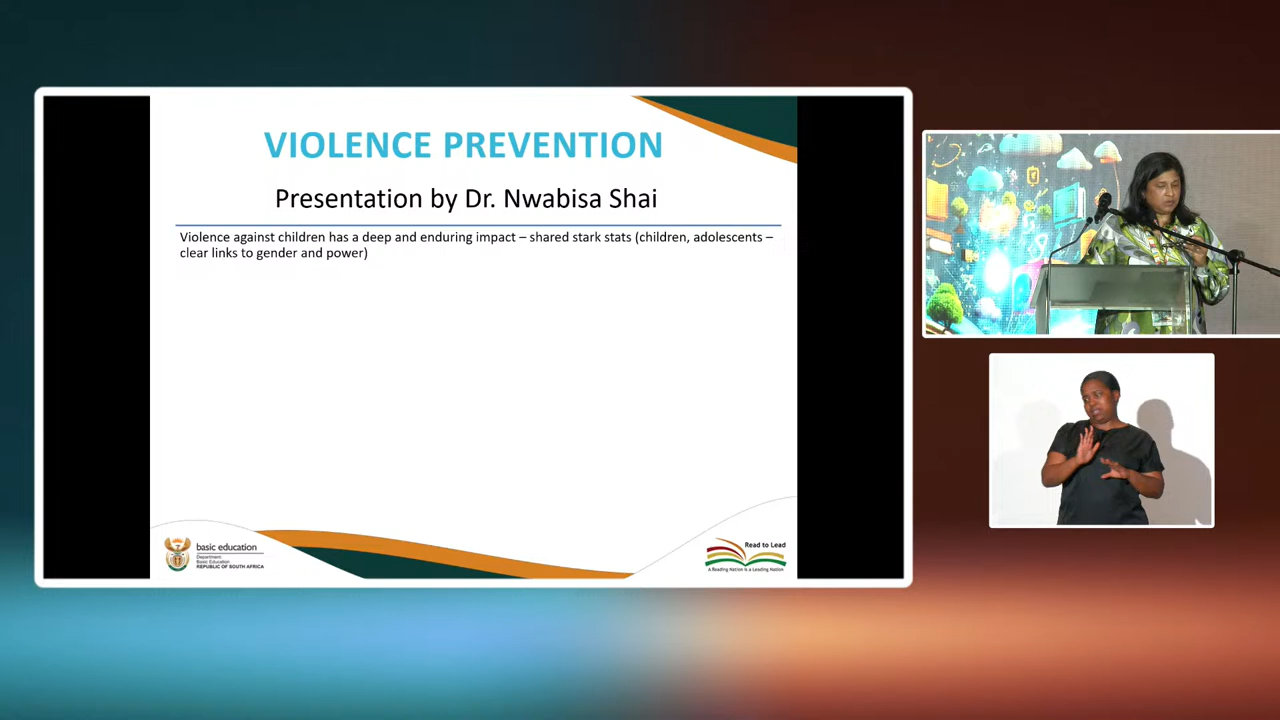 VIOLENCE PREVENTION
Presentation by Dr. Nwabisa Shai
Violence against children has a deep and enduring impact – shared stark stats (children, adolescents –
clear links to gender and power)
basic education
Department:
Basic Education
REPUBLIC OF SOUTH AFRICA
Read to Lead
A Reading Nation is a Leading Nation